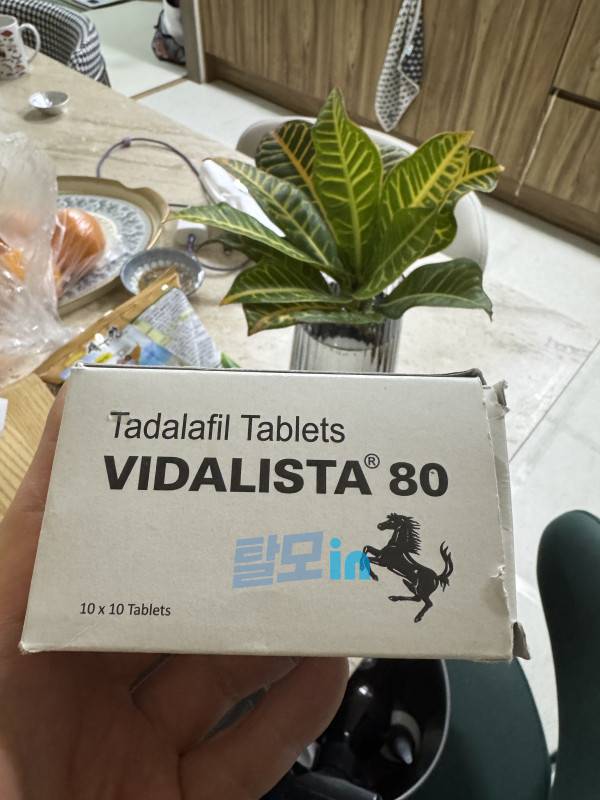 Tadalafil Tablets
VIDALISTA® 80
탈모in
10 x 10 Tablets